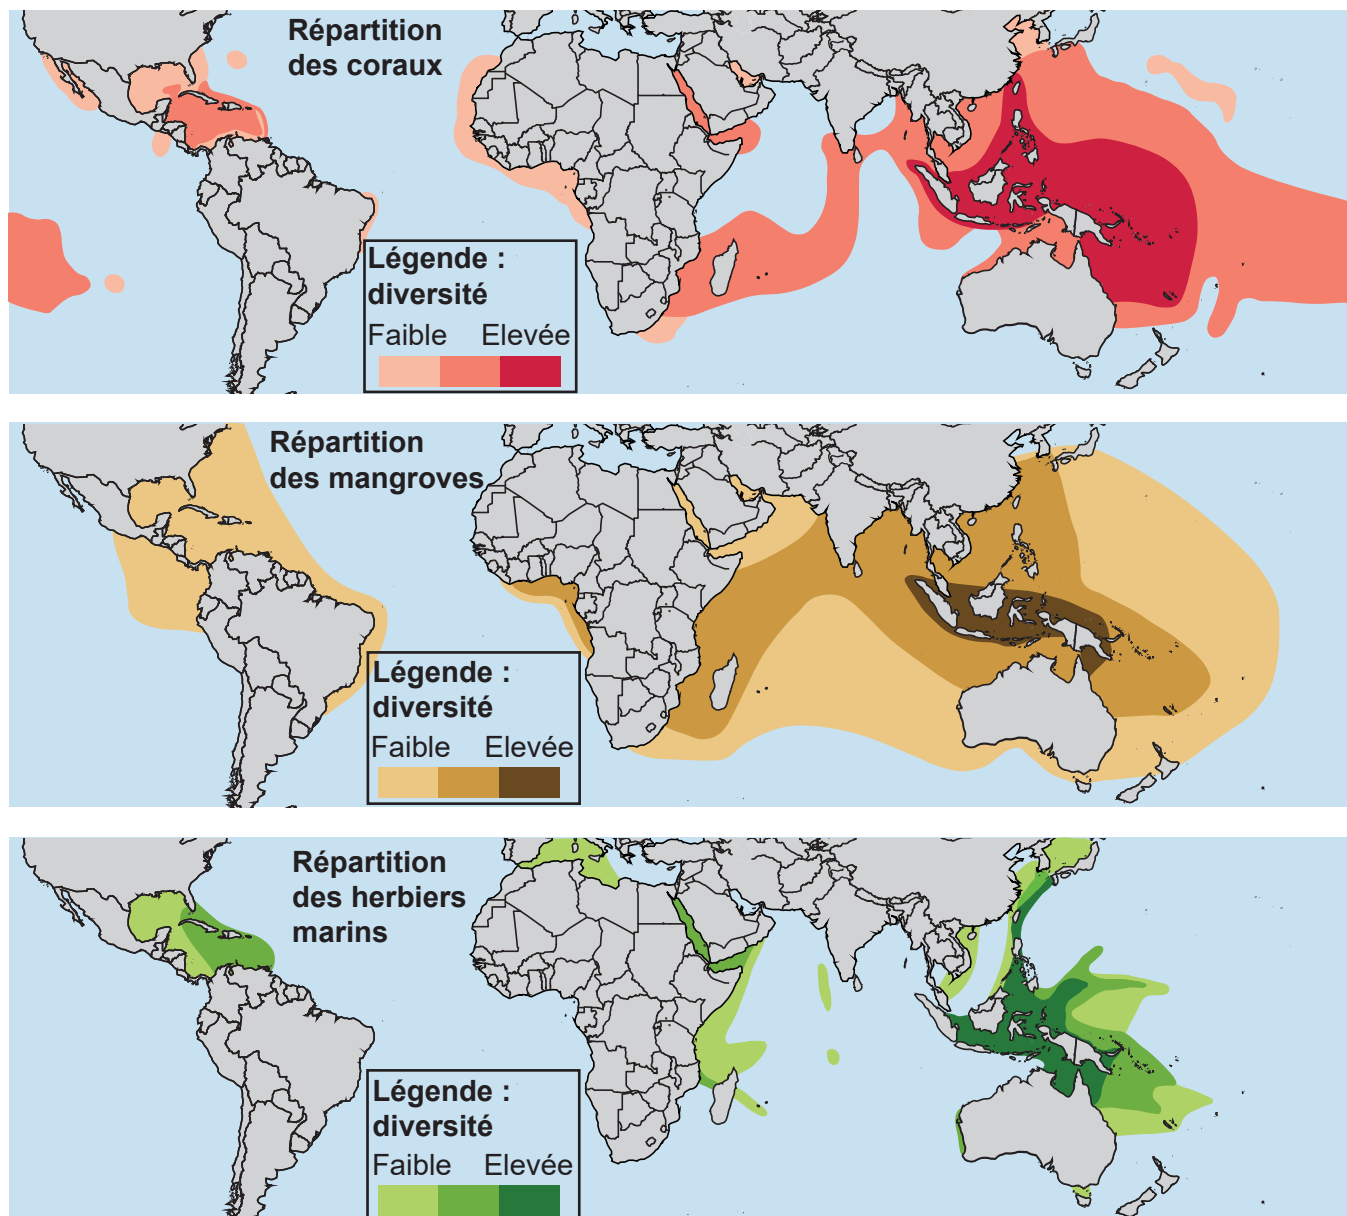 Répartition
des coraux
Légende :
diversité
Faible Elevée
Répartition
des mangroves
Légende :
diversité
Faible Elevée
Répartition
des herbiers
marins
Légende :
diversité
Faible Elevée